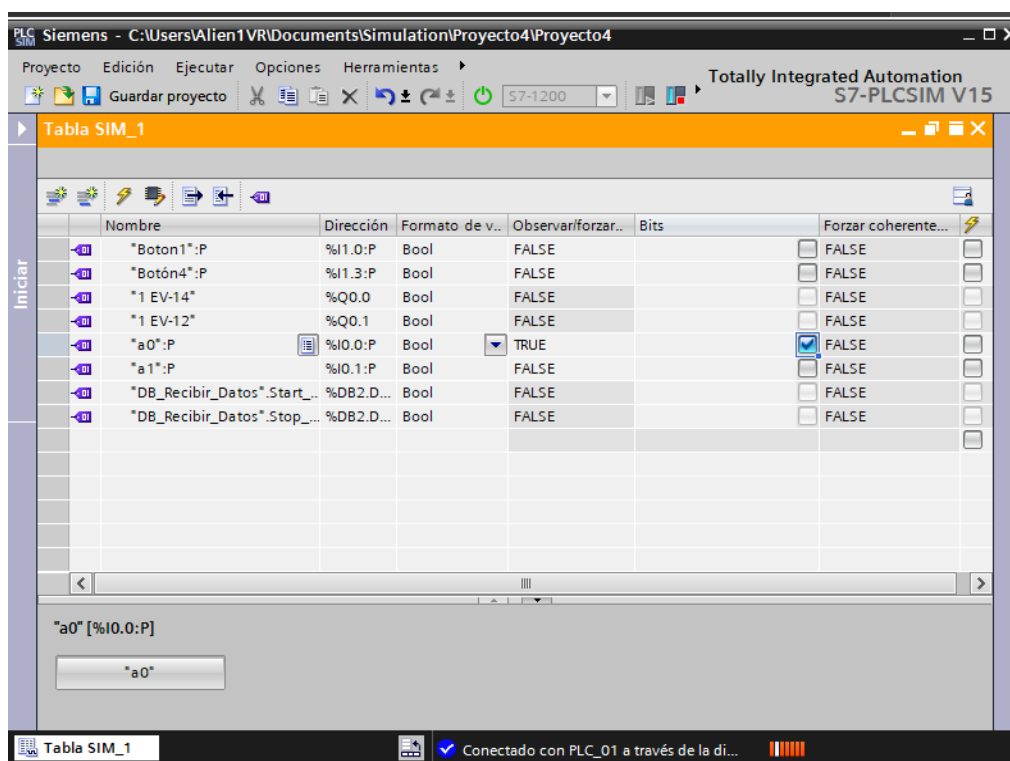 PLC SIM Siemens - C:\Users\Alien1VR\Documents\Simulation\Proyecto4\Proyecto4
Proyecto Edición Ejecutar Opciones Herramientas
Totally Integrated Automation
Guardar proyecto S7-1200 S7-PLCSIM V15
Tabla SIM_1
Iniciar
Nombre Dirección Formato de v... Observar/forzar... Bits Forzar coherente...
"Boton1":P %I1.0:P Bool FALSE FALSE
"Botón4":P %I1.3:P Bool FALSE FALSE
"1 EV-14" %Q0.0 Bool FALSE FALSE
"1 EV-12" %Q0.1 Bool FALSE FALSE
"a0":P %I0.0:P Bool TRUE FALSE
"a1":P %I0.1:P Bool FALSE FALSE
"DB_Recibir_Datos".Start_... %DB2.D... Bool FALSE FALSE
"DB_Recibir_Datos".Stop_... %DB2.D... Bool FALSE FALSE
"a0" [%I0.0:P]
"a0"
Tabla SIM_1 Conectado con PLC_01 a través de la di...